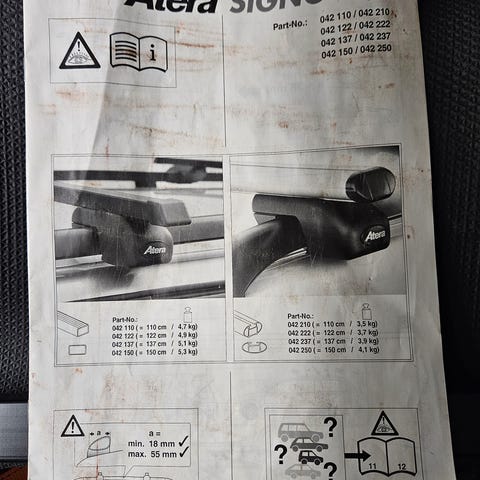 Atera SIGNO
Part-No.: 042 110 / 042 210
042 122 / 042 222
042 137 / 042 237
042 150 / 042 250
i
Atera
Atera
Part-No.:
042 110 ( = 110 cm / 4,7 kg)
042 122 ( = 122 cm / 4,9 kg)
042 137 ( = 137 cm / 5,1 kg)
042 150 ( = 150 cm / 5,3 kg)
Part-No.:
042 210 ( = 110 cm / 3,5 kg)
042 222 ( = 122 cm / 3,7 kg)
042 237 ( = 137 cm / 3,9 kg)
042 250 ( = 150 cm / 4,1 kg)
! a
a =
min. 18 mm ✓
max. 55 mm ✓
? ? ? ?
11 12